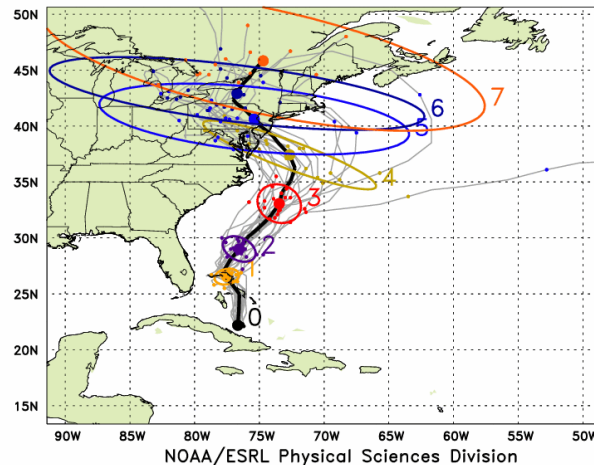 50N
45N
7
6
40N
5
4
35N
3
30N
2
1
25N
0
20N
15N
90W 85W 80W 75W 70W 65W 60W 55W 50W
NOAA/ESRL Physical Sciences Division